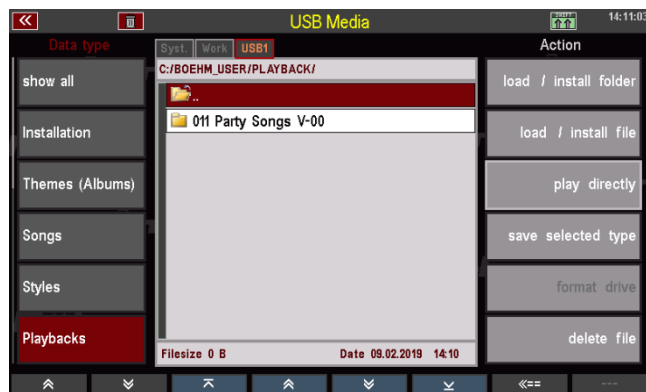 USB Media
SHIFT
14:11:03
Data type
Syst. Work USB1
Action
C:/BOEHM_USER/PLAYBACK/
show all
..
load / install folder
011 Party Songs V-00
Installation
load / install file
Themes (Albums)
play directly
Songs
save selected type
Styles
format drive
Playbacks
delete file
Filesize 0 B Date 09.02.2019 14:10
«==
---